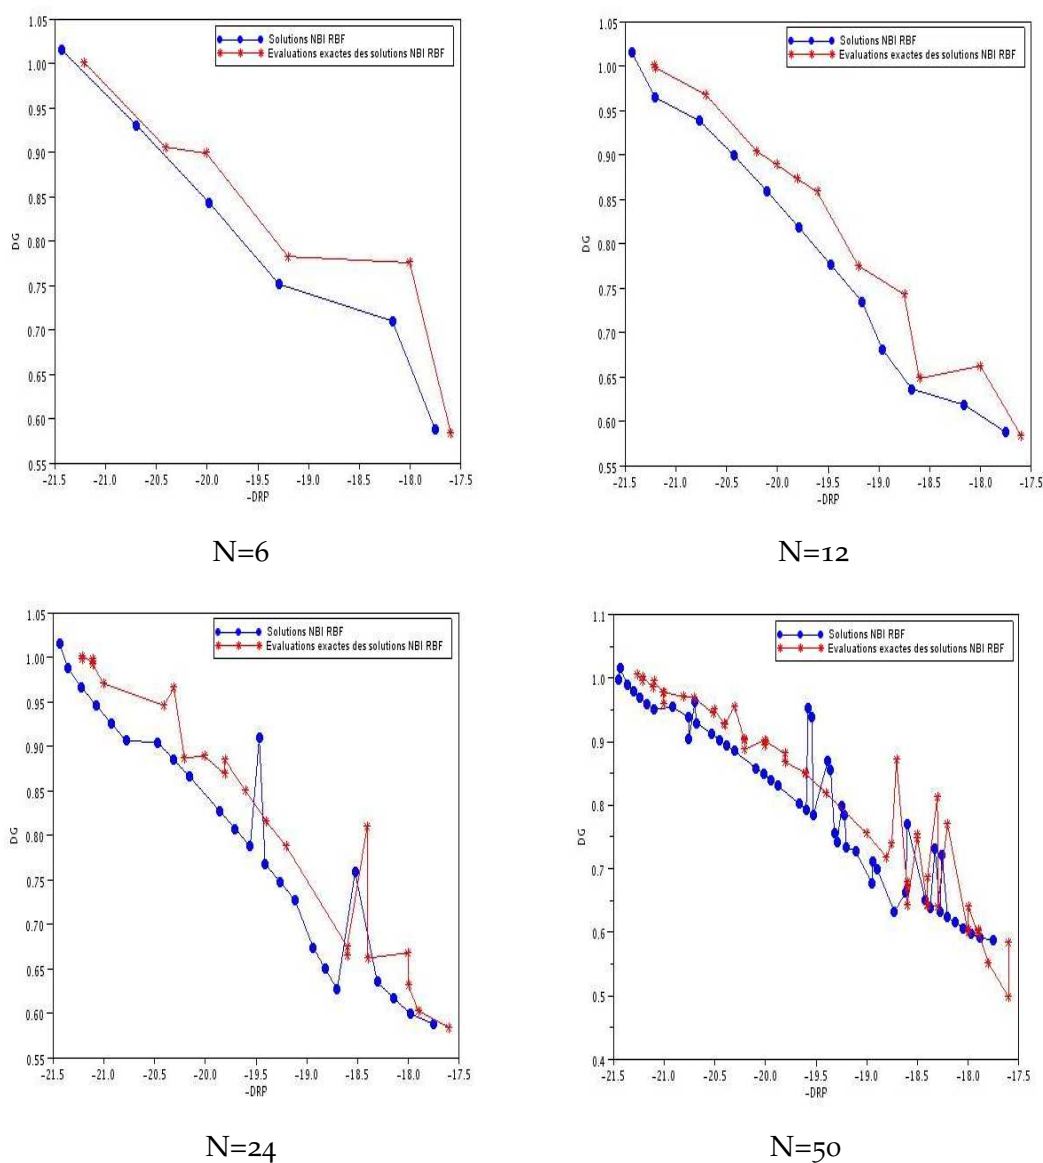 1.05
1.00
0.95
0.90
0.85
0.80
0.75
0.70
0.65
0.60
0.55
DG
Solutions NBI RBF
Evaluations exactes des solutions NBI RBF
-21.5 -21.0 -20.5 -20.0 -19.5 -19.0 -18.5 -18.0 -17.5
-DRP
N=6
1.05
1.00
0.95
0.90
0.85
0.80
0.75
0.70
0.65
0.60
0.55
DG
Solutions NBI RBF
Evaluations exactes des solutions NBI RBF
-21.5 -21.0 -20.5 -20.0 -19.5 -19.0 -18.5 -18.0 -17.5
-DRP
N=12
1.05
1.00
0.95
0.90
0.85
0.80
0.75
0.70
0.65
0.60
0.55
DG
Solutions NBI RBF
Evaluations exactes des solutions NBI RBF
-21.5 -21.0 -20.5 -20.0 -19.5 -19.0 -18.5 -18.0 -17.5
-DRP
N=24
1.1
1.0
0.9
0.8
0.7
0.6
0.5
0.4
DG
Solutions NBI RBF
Evaluations exactes des solutions NBI RBF
-21.5 -21.0 -20.5 -20.0 -19.5 -19.0 -18.5 -18.0 -17.5
-DRP
N=50